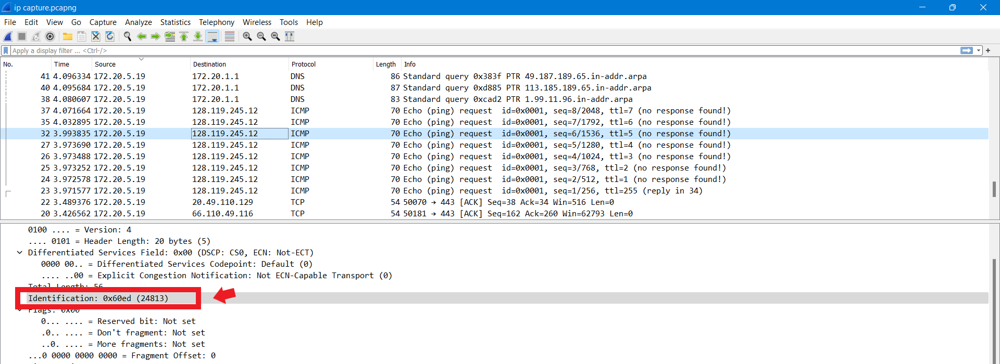 ip capture.pcapng
File Edit View Go Capture Analyze Statistics Telephony Wireless Tools Help
Apply a display filter ... <Ctrl-/>
No. Time Source Destination Protocol Length Info
41 4.096334 172.20.5.19 172.20.1.1 DNS 86 Standard query 0x383f PTR 49.187.189.65.in-addr.arpa
40 4.095684 172.20.5.19 172.20.1.1 DNS 87 Standard query 0xd885 PTR 113.185.189.65.in-addr.arpa
38 4.080607 172.20.5.19 172.20.1.1 DNS 83 Standard query 0xcad2 PTR 1.99.11.96.in-addr.arpa
37 4.071664 172.20.5.19 128.119.245.12 ICMP 70 Echo (ping) request id=0x0001, seq=8/2048, ttl=7 (no response found!)
35 4.032895 172.20.5.19 128.119.245.12 ICMP 70 Echo (ping) request id=0x0001, seq=7/1792, ttl=6 (no response found!)
32 3.993835 172.20.5.19 128.119.245.12 ICMP 70 Echo (ping) request id=0x0001, seq=6/1536, ttl=5 (no response found!)
27 3.973690 172.20.5.19 128.119.245.12 ICMP 70 Echo (ping) request id=0x0001, seq=5/1280, ttl=4 (no response found!)
26 3.973488 172.20.5.19 128.119.245.12 ICMP 70 Echo (ping) request id=0x0001, seq=4/1024, ttl=3 (no response found!)
25 3.973252 172.20.5.19 128.119.245.12 ICMP 70 Echo (ping) request id=0x0001, seq=3/768, ttl=2 (no response found!)
24 3.972578 172.20.5.19 128.119.245.12 ICMP 70 Echo (ping) request id=0x0001, seq=2/512, ttl=1 (no response found!)
23 3.971577 172.20.5.19 128.119.245.12 ICMP 70 Echo (ping) request id=0x0001, seq=1/256, ttl=255 (reply in 34)
22 3.489376 172.20.5.19 20.49.110.129 TCP 54 50070 → 443 [ACK] Seq=38 Ack=34 Win=516 Len=0
20 3.426562 172.20.5.19 66.110.49.116 TCP 54 50181 → 443 [ACK] Seq=162 Ack=260 Win=62793 Len=0
0100 .... = Version: 4
.... 0101 = Header Length: 20 bytes (5)
Differentiated Services Field: 0x00 (DSCP: CS0, ECN: Not-ECT)
0000 00.. = Differentiated Services Codepoint: Default (0)
.... ..00 = Explicit Congestion Notification: Not ECN-Capable Transport (0)
Total Length: 56
Identification: 0x60ed (24813)
Flags: 0x00
0... .... = Reserved bit: Not set
.0.. .... = Don't fragment: Not set
..0. .... = More fragments: Not set
...0 0000 0000 0000 = Fragment Offset: 0